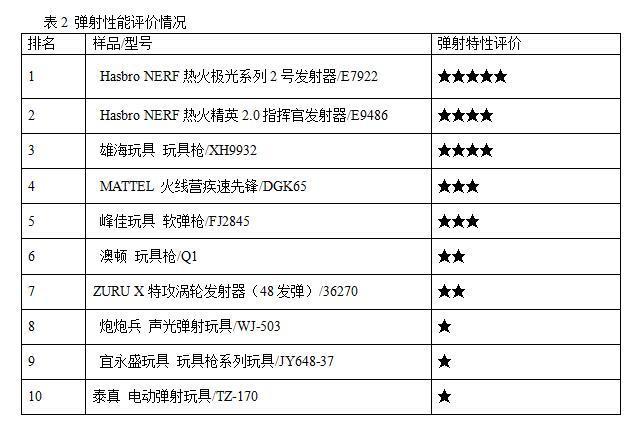 表 2 弹射性能评价情况
排名 样品/型号 弹射特性评价
1 Hasbro NERF 热火极光系列 2 号发射器/E7922 ★★★★★
2 Hasbro NERF 热火精英 2.0 指挥官发射器/E9486 ★★★★
3 雄海玩具 玩具枪/XH9932 ★★★★
4 MATTEL 火线营疾速先锋/DGK65 ★★★
5 峰佳玩具 软弹枪/FJ2845 ★★★
6 澳顿 玩具枪/Q1 ★★
7 ZURU X 特攻涡轮发射器（48 发弹）/36270 ★★
8 炮炮兵 声光弹射玩具/WJ-503 ★
9 宜永盛玩具 玩具枪系列玩具/JY648-37 ★
10 泰真 电动弹射玩具/TZ-170 ★